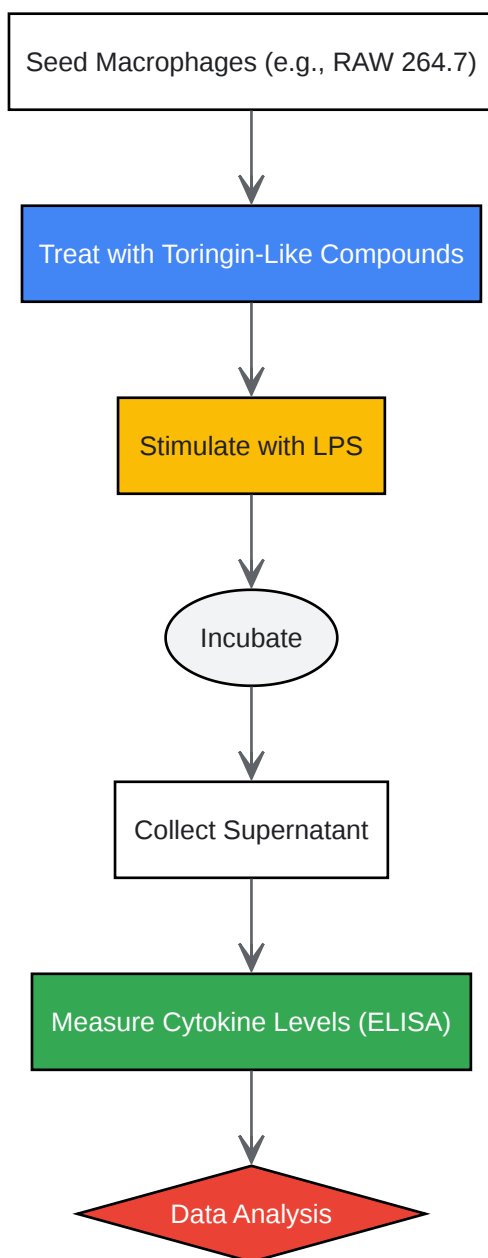 Seed Macrophages (e.g., RAW 264.7)
Treat with Toringin-Like Compounds
Stimulate with LPS
Incubate
Collect Supernatant
Measure Cytokine Levels (ELISA)
Data Analysis